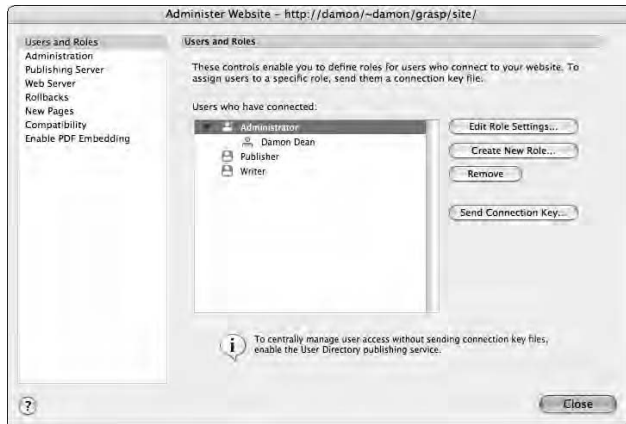 Administer Website - http://damon/~damon/grasp/site/
Users and Roles
Administration
Publishing Server
Web Server
Rollbacks
New Pages
Compatibility
Enable PDF Embedding
Users and Roles
These controls enable you to define roles for users who connect to your website. To
assign users to a specific role, send them a connection key file.
Users who have connected:
Administrator
Damon Dean
Publisher
Writer
Edit Role Settings...
Create New Role...
Remove
Send Connection Key...
i
To centrally manage user access without sending connection key files,
enable the User Directory publishing service.
?
Close